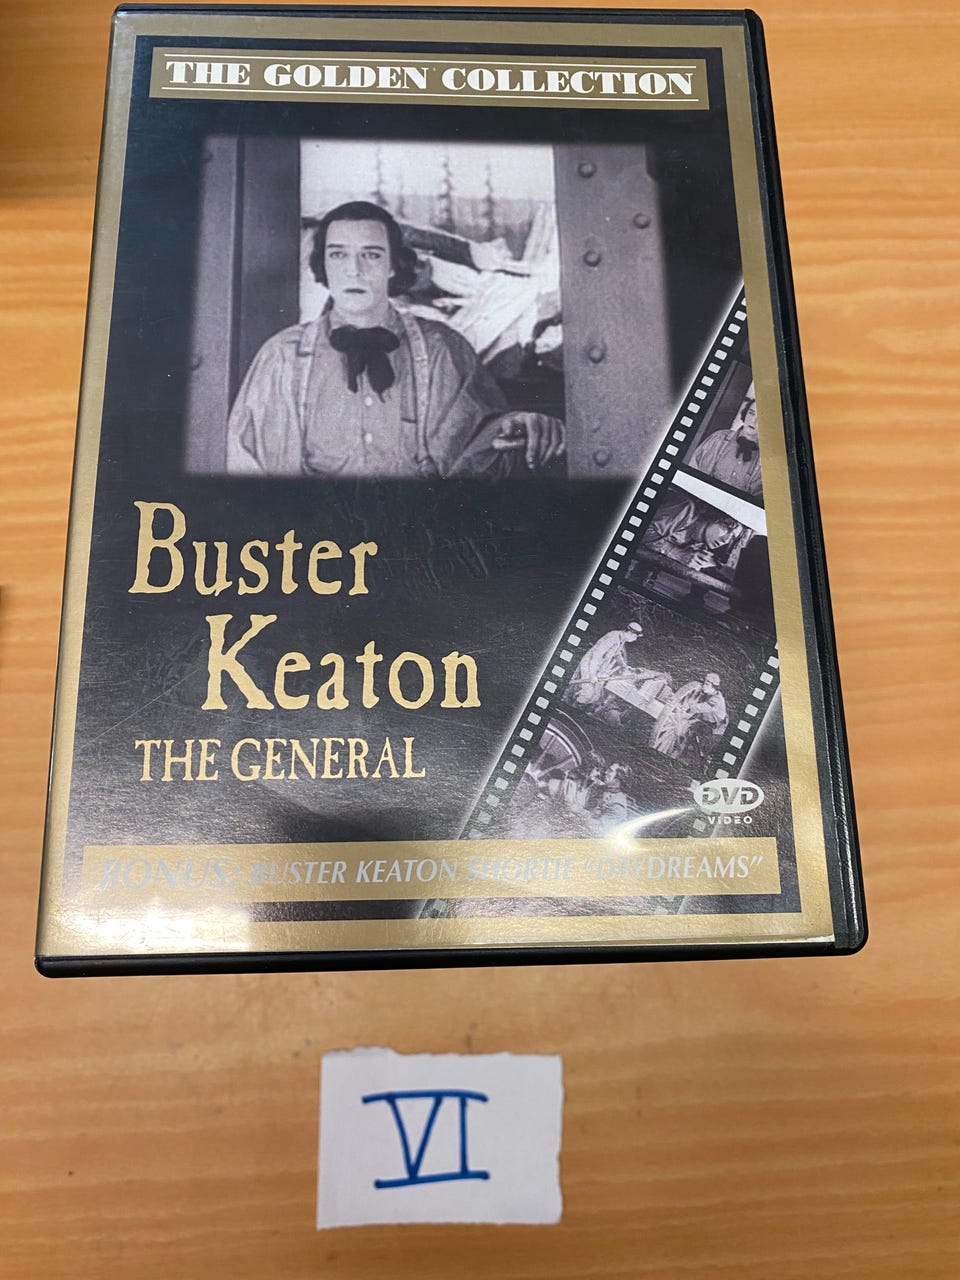 THE GOLDEN COLLECTION
Buster
Keaton
THE GENERAL
DVD
VIDEO
BONUS: BUSTER KEATON SHORTIE "DAYDREAMS"
VI